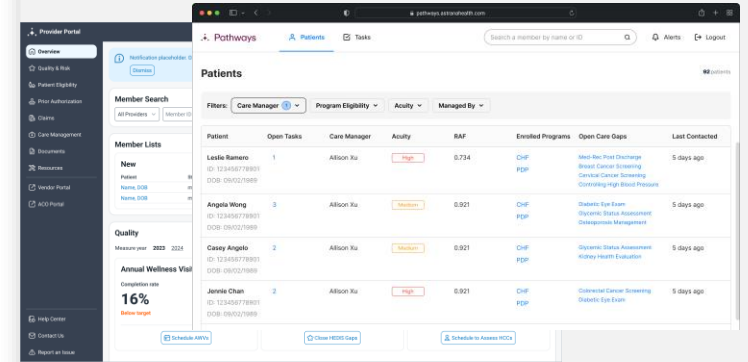 Provider Portal
Overview
Quality & Risk
Patient Eligibility
Prior Authorization
Claims
Care Management
Documents
Resources
Vendor Portal
ACO Portal
Help Center
Contact Us
Report an Issue
Notification placeholder.
Dismiss
Member Search
All Providers
Member ID
Member Lists
New
Patient
Name, DOB
Name, DOB
Quality
Measure year 2023 2024
Annual Wellness Visit
Completion rate
16%
Below target
Schedule AWVs
Close HEDIS Gaps
Schedule to Assess HCCs
pathways.astranahealth.com
Pathways
Patients
Tasks
Search a member by name or ID
Alerts
Logout
Patients
62 patients
Filters:
Care Manager 1
Program Eligibility
Acuity
Managed By
Patient Open Tasks Care Manager Acuity RAF Enrolled Programs Open Care Gaps Last Contacted
Leslie Ramero 1 Allison Xu High 0.734 CHF Med-Rec Post Discharge 5 days ago
ID: 123456778901 PDP Breast Cancer Screening
DOB: 09/02/1989 Cervical Cancer Screening
Controlling High Blood Pressure
Angela Wong 3 Allison Xu Medium 0.921 CHF Diabetic Eye Exam 5 days ago
ID: 123456778901 PDP Glycemic Status Assessment
DOB: 09/02/1989 Osteoporosis Management
Casey Angelo 2 Allison Xu Medium 0.921 CHF Glycemic Status Assessment 5 days ago
ID: 123456778901 PDP Kidney Health Evaluation
DOB: 09/02/1989
Jennie Chan 2 Allison Xu High 0.921 CHF Colorectal Cancer Screening 5 days ago
ID: 123456778901 PDP Diabetic Eye Exam
DOB: 09/02/1989